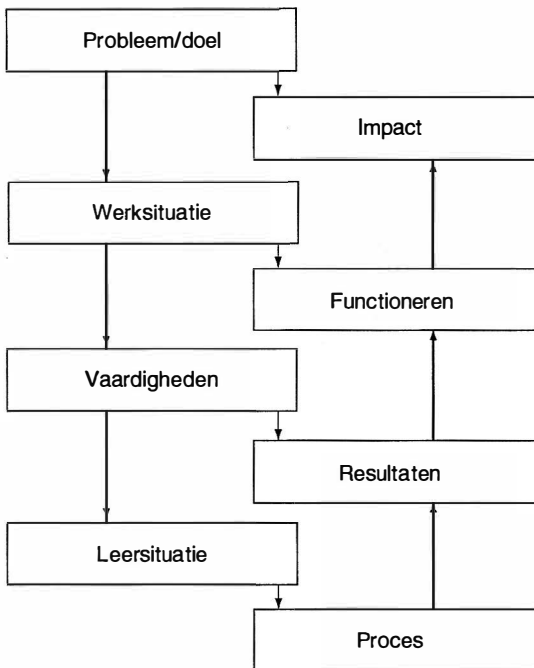 Probleem/doel
Impact
Werksituatie
Functioneren
Vaardigheden
Resultaten
Leersituatie
Proces